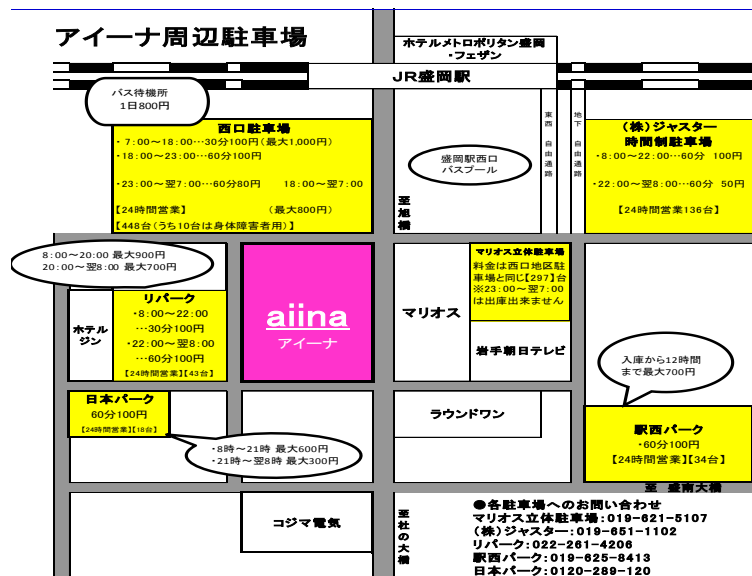 アイーナ周辺駐車場
ホテルメトロポリタン盛岡
・フェザン
JR盛岡駅
バス待機所
1日800円
西口駐車場
・7:00〜18:00…30分100円(最大1,000円)
・18:00〜23:00…60分100円
・23:00〜翌7:00…60分80円 18:00〜翌7:00
【24時間営業】 (最大800円)
【448台(うち10台は身体障害者用)】
盛岡駅西口
バスプール
至旭橋
東西 自由通路
地下 自由通路
(株)ジャスター
時間制駐車場
・8:00〜22:00…60分 100円
・22:00〜翌8:00…60分 50円
【24時間営業136台】
8:00〜20:00 最大900円
20:00〜翌8:00 最大700円
ホテル
ジン
リパーク
・8:00〜22:00
…30分100円
・22:00〜翌8:00
…60分100円
【24時間営業】【43台】
aiina
アイーナ
マリオス
マリオス立体駐車場
料金は西口地区駐
車場と同じ【297】台
※23:00〜翌7:00
は出庫出来ません
岩手朝日テレビ
入庫から12時間
まで最大700円
日本パーク
60分100円
【24時間営業】【18台】
・8時〜21時 最大600円
・21時〜翌8時 最大300円
ラウンドワン
駅西パーク
・60分100円
【24時間営業】【34台】
至 盛南大橋
コジマ電気
至杜の大橋
●各駐車場へのお問い合わせ
マリオス立体駐車場:019-621-5107
(株)ジャスター:019-651-1102
リパーク:022-261-4206
駅西パーク:019-625-8413
日本パーク:0120-289-120